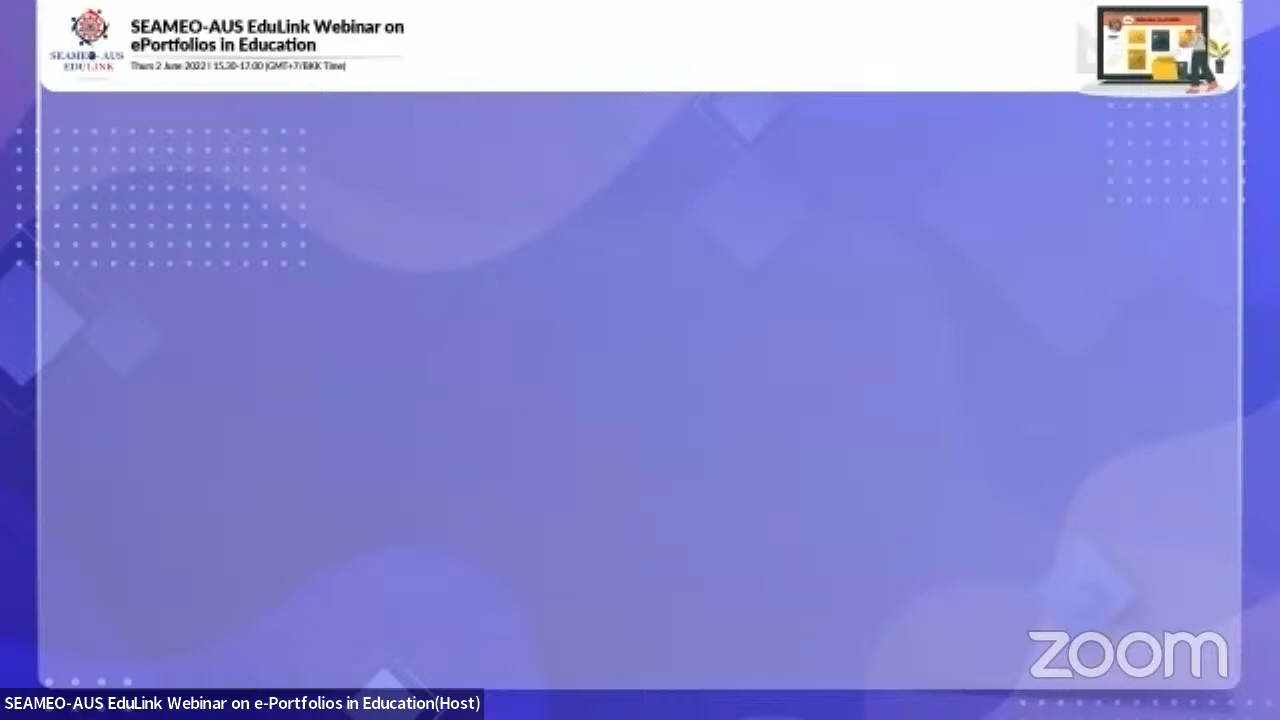 SEAMEO-AUS EduLink Webinar on
ePortfolios in Education
SEAMEO-AUS
EDULINK
Thurs 2 June 2022 | 15.30-17.00 (GMT+7/BKK Time)
zoom
SEAMEO-AUS EduLink Webinar on e-Portfolios in Education(Host)